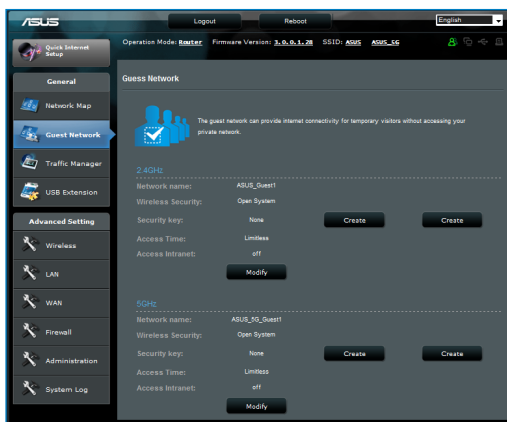 ASUS
Logout
Reboot
English
Quick Internet Setup
Operation Mode: Router Firmware Version: 3.0.0.1.28 SSID: ASUS ASUS_5G
General
Network Map
Guest Network
Traffic Manager
USB Extension
Advanced Setting
Wireless
LAN
WAN
Firewall
Administration
System Log
Guess Network
The guest network can provide internet connectivity for temporary visitors without accessing your
private network.
2.4GHz
Network name: ASUS_Guest1
Wireless Security: Open System
Security key: None Create Create
Access Time: Limitless
Access Intranet: off
Modify
5GHz
Network name: ASUS_5G_Guest1
Wireless Security: Open System
Security key: None Create Create
Access Time: Limitless
Access Intranet: off
Modify